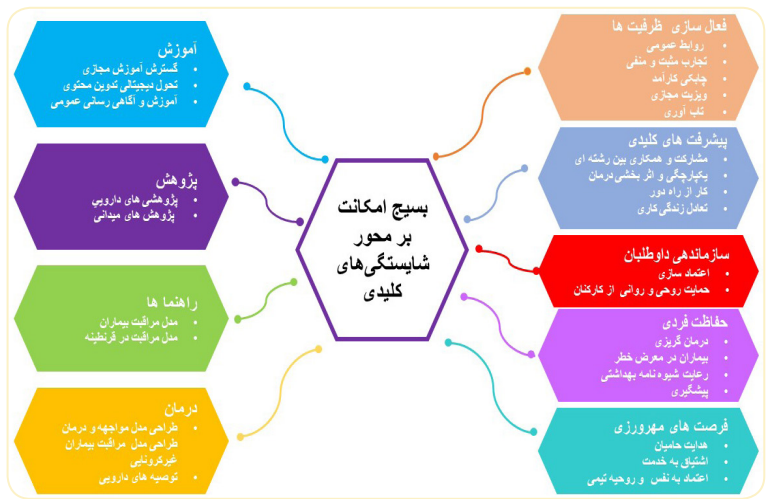 فعال سازی ظرفیت ها
روابط عمومی
تجارب مثبت و منفی
چابکی کارآمد
ویزیت مجازی
تاب آوری
پیشرفت های کلیدی
مشارکت و همکاری بین رشته ای
یکپارچگی و اثر بخشی درمان
کار از راه دور
تعادل زندگی کاری
سازماندهی داوطلبان
اعتماد سازی
حمایت روحی و روانی از کارکنان
حفاظت فردی
درمان گریزی
بیماران در معرض خطر
رعایت شیوه نامه بهداشتی
پیشگیری
فرصت های مهرورزی
هدایت حامیان
اشتیاق به خدمت
اعتماد به نفس و روحیه تیمی
بسیج امکانت
بر محور
شایستگی‌های
کلیدی
آموزش
گسترش آموزش مجازی
تحول دیجیتالی تدوین محتوی
آموزش و آگاهی رسانی عمومی
پژوهش
پژوهشی های دارویی
پژوهش های میدانی
راهنما ها
مدل مراقبت بیماران
مدل مراقبت در قرنطینه
درمان
طراحی مدل مواجهه و درمان
طراحی مدل مراقبت بیماران
غیرکرونایی
توصیه های دارویی